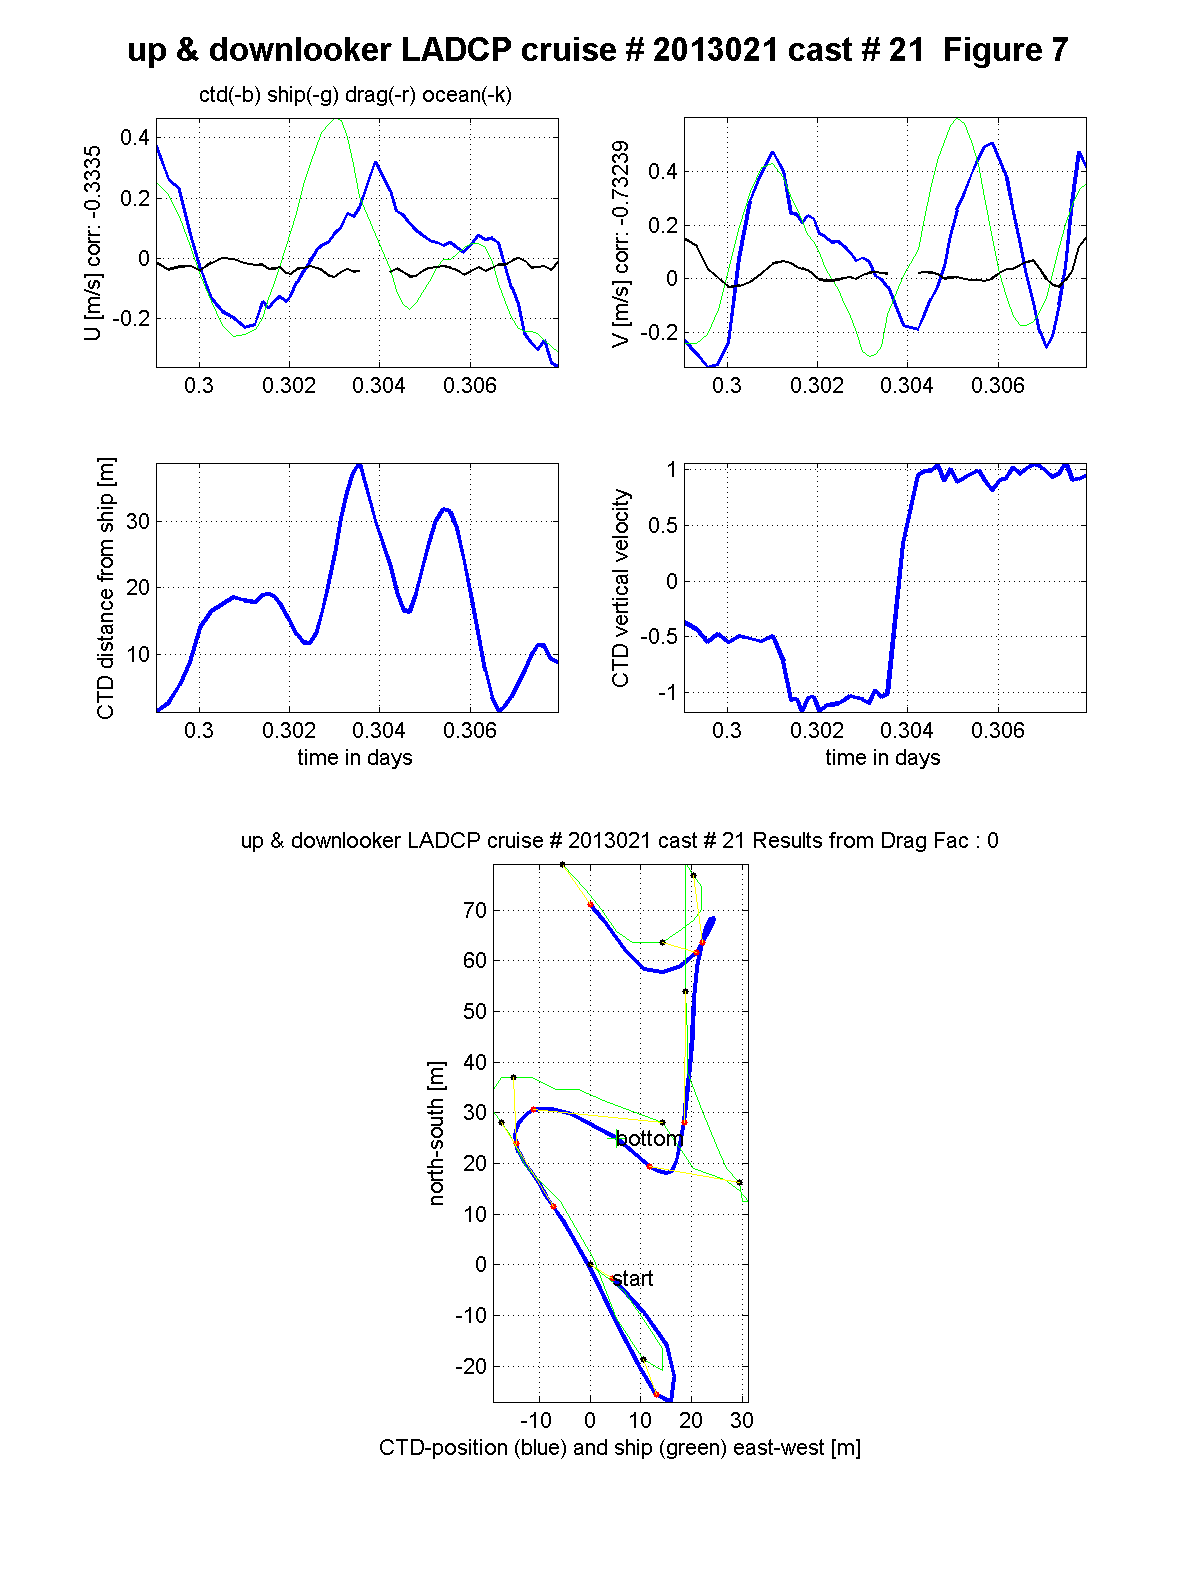 up & downlooker LADCP cruise # 2013021 cast # 21  Figure 7
ctd(-b) ship(-g) drag(-r) ocean(-k)
U [m/s] corr: -0.3335
0.4
0.2
0
-0.2
0.3 0.302 0.304 0.306
V [m/s] corr: -0.73239
0.4
0.2
0
-0.2
0.3 0.302 0.304 0.306
CTD distance from ship [m]
30
20
10
0.3 0.302 0.304 0.306
time in days
CTD vertical velocity
1
0.5
0
-0.5
-1
0.3 0.302 0.304 0.306
time in days
up & downlooker LADCP cruise # 2013021 cast # 21 Results from Drag Fac : 0
north-south [m]
70
60
50
40
30
20
10
0
-10
-20
bottom
start
-10 0 10 20 30
CTD-position (blue) and ship (green) east-west [m]